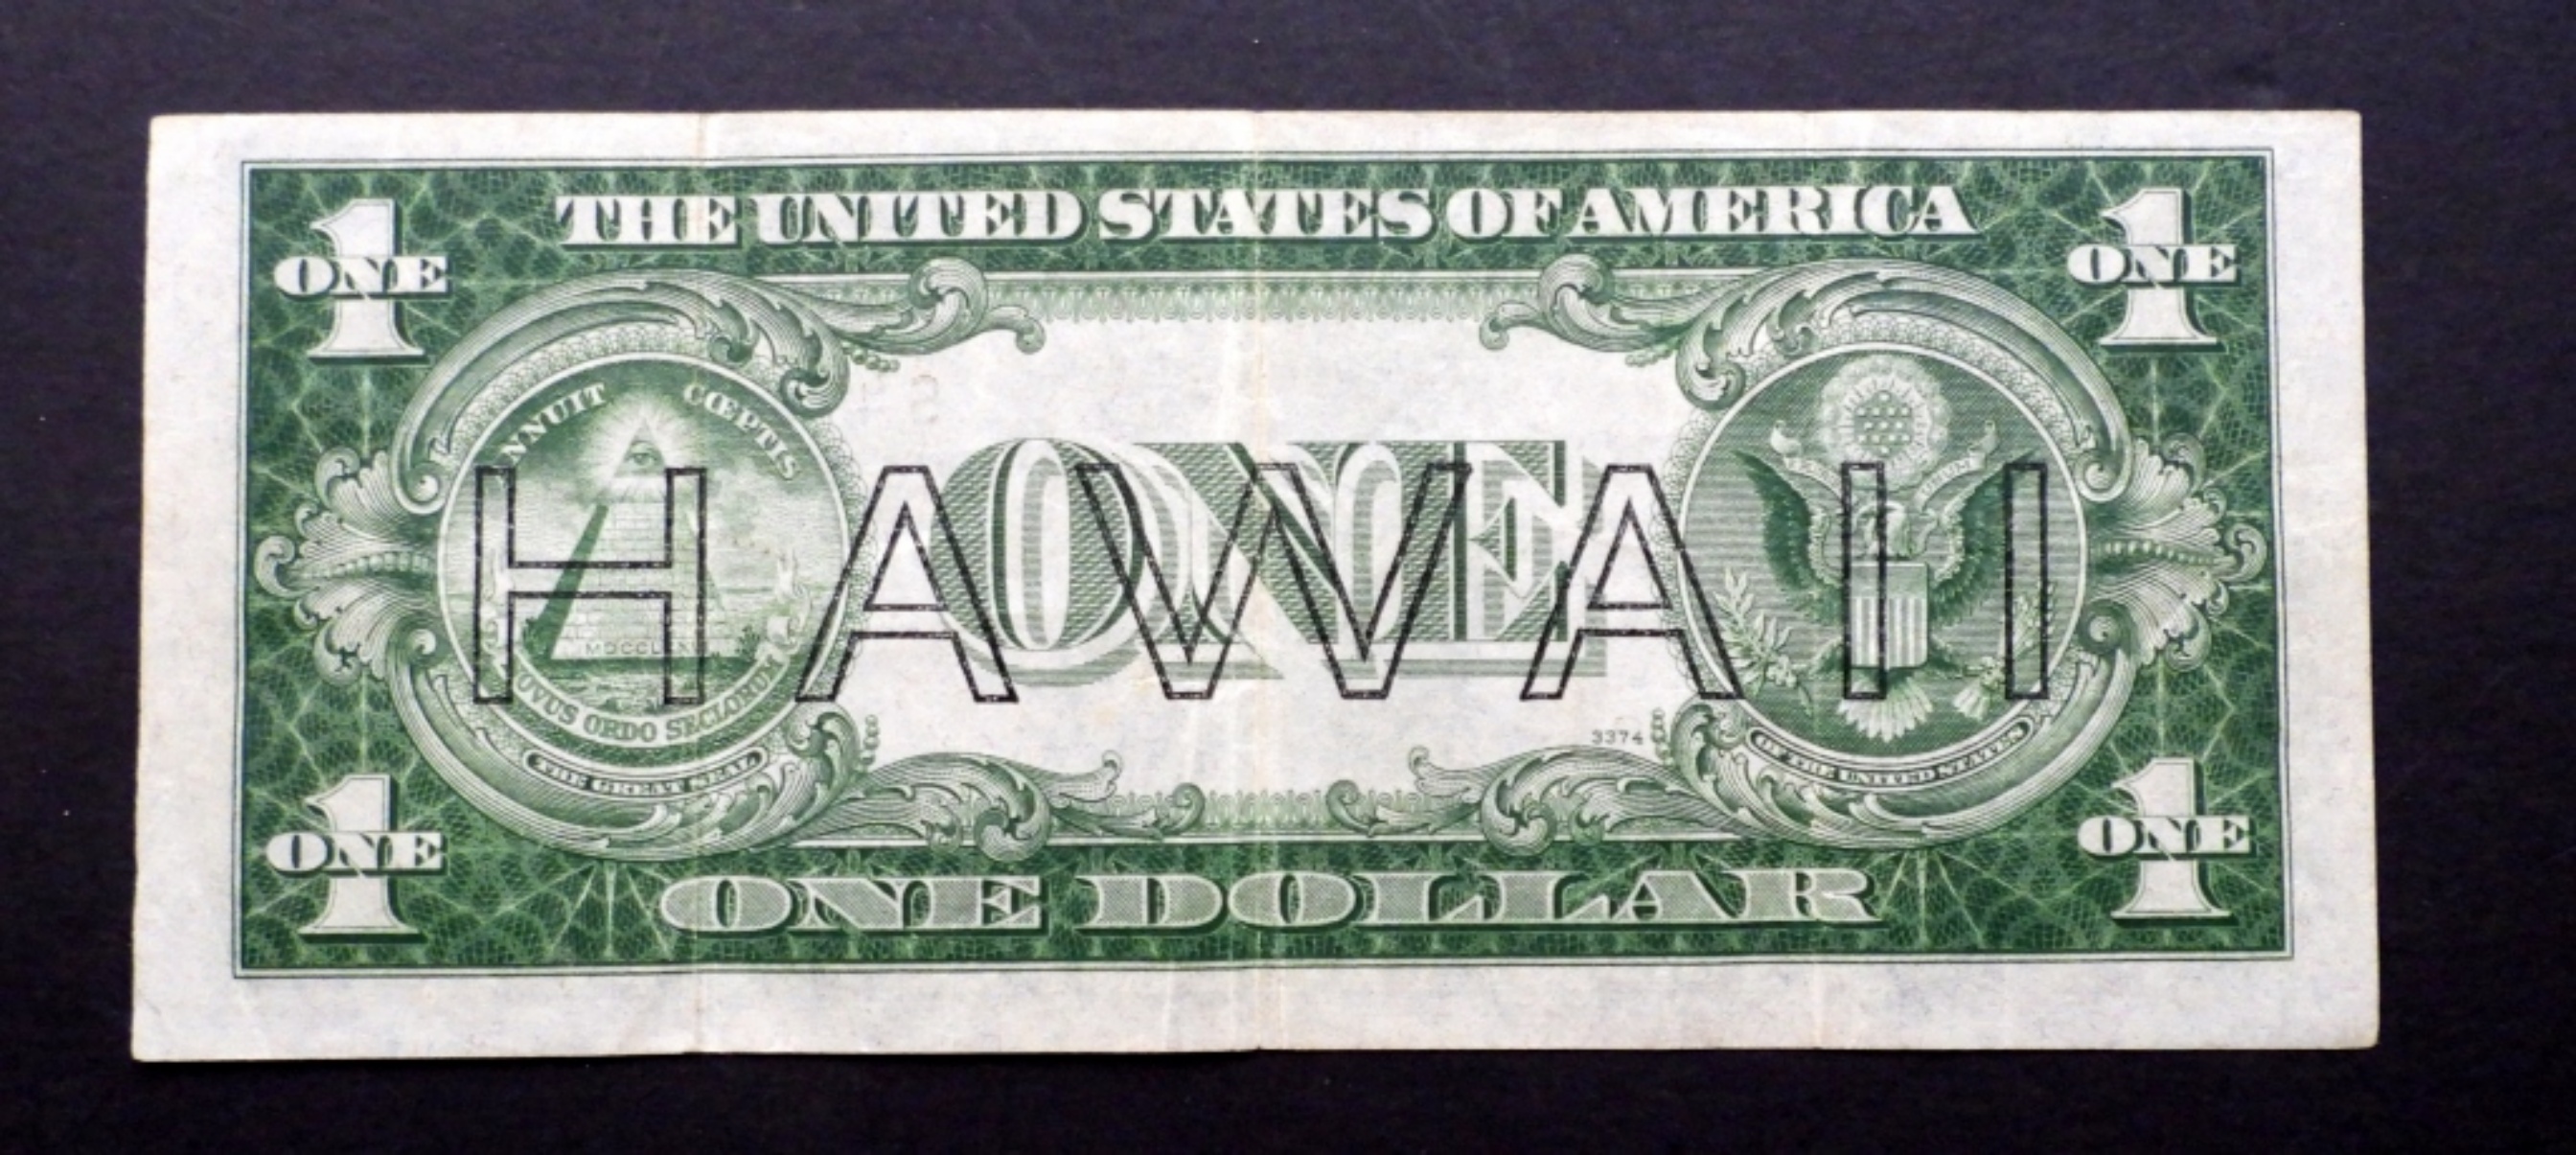 THE UNITED STATES OF AMERICA
1 ONE
1 ONE
ANNUIT CŒPTIS
ONE
HAWAII
MDCCLXXVI
NOVUS ORDO SECLORUM
3374
THE GREAT SEAL
OF THE UNITED STATES
1 ONE
1 ONE
ONE DOLLAR